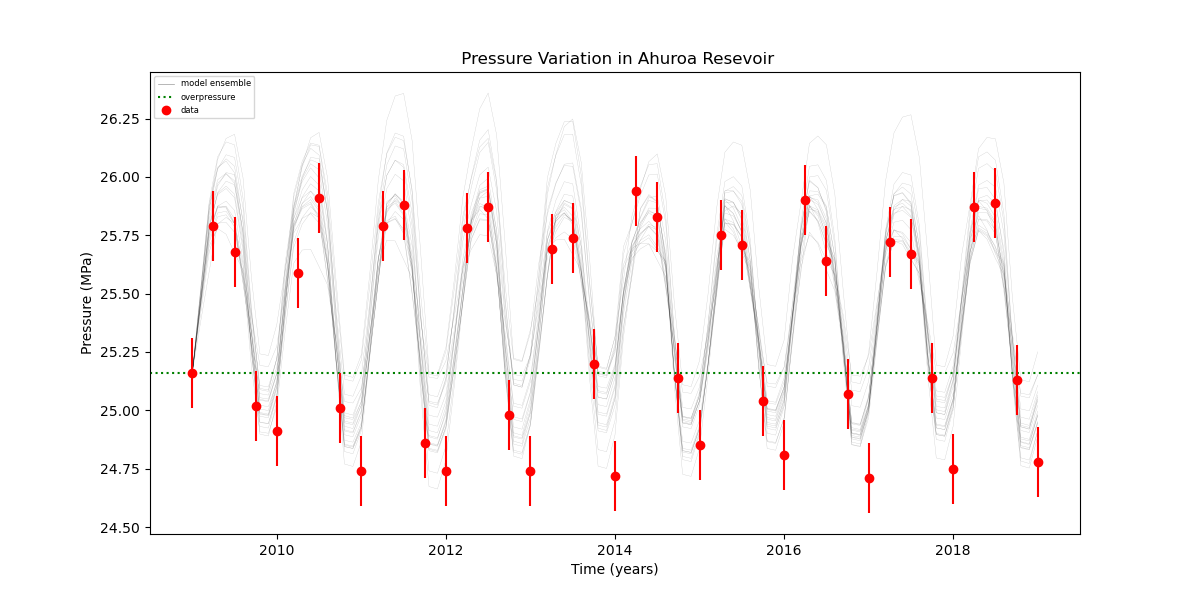 Pressure Variation in Ahuroa Resevoir
model ensemble
overpressure
data
Pressure (MPa)
26.25
26.00
25.75
25.50
25.25
25.00
24.75
24.50
2010
2012
2014
2016
2018
Time (years)